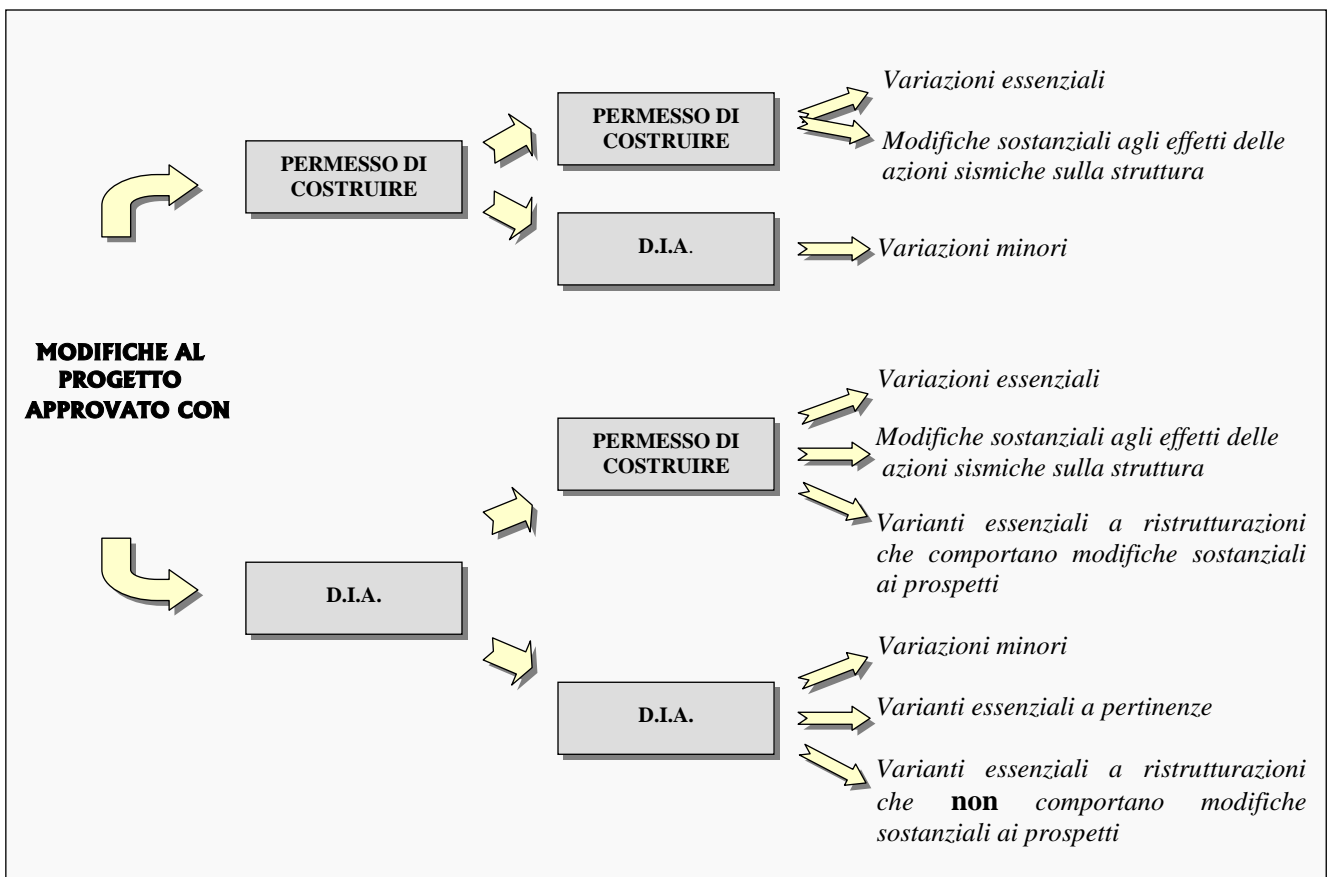 Variazioni essenziali
PERMESSO DI
COSTRUIRE
Modifiche sostanziali agli effetti delle
azioni sismiche sulla struttura
PERMESSO DI
COSTRUIRE
D.I.A.
Variazioni minori
MODIFICHE AL
PROGETTO
APPROVATO CON
Variazioni essenziali
PERMESSO DI
COSTRUIRE
Modifiche sostanziali agli effetti delle
azioni sismiche sulla struttura
Varianti essenziali a ristrutturazioni
che comportano modifiche sostanziali
ai prospetti
D.I.A.
Variazioni minori
D.I.A.
Varianti essenziali a pertinenze
Varianti essenziali a ristrutturazioni
che non comportano modifiche
sostanziali ai prospetti